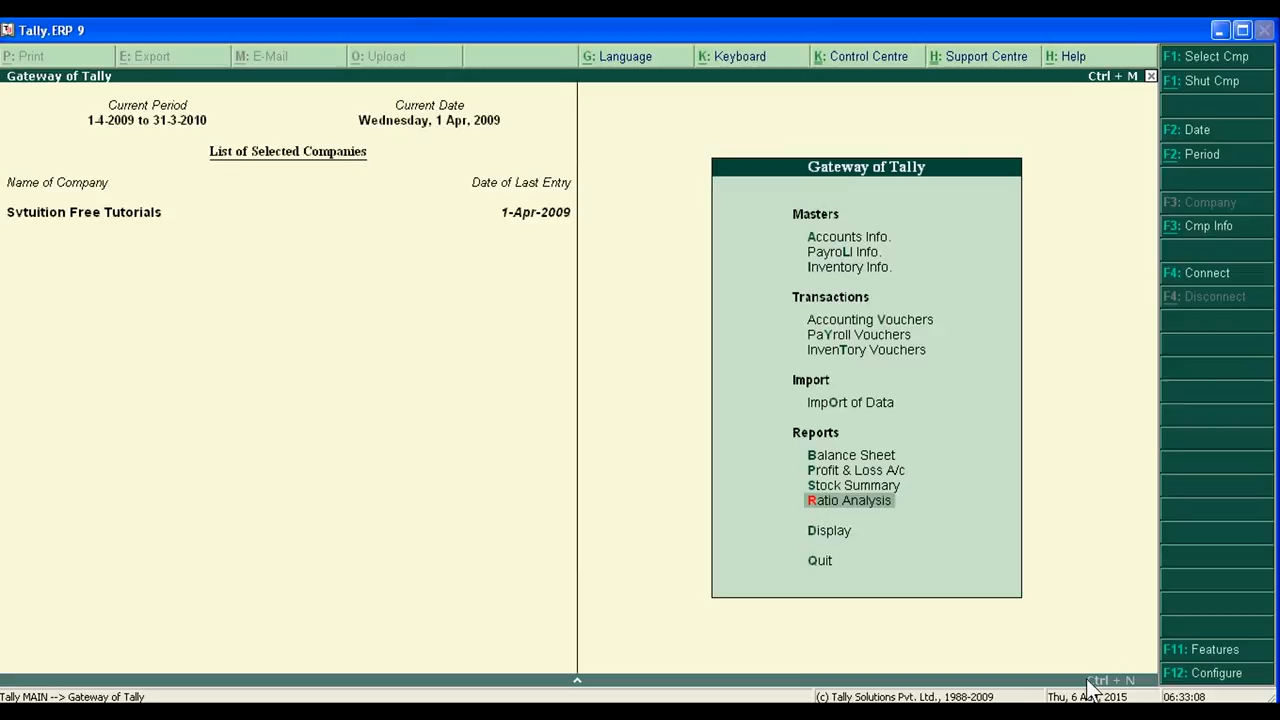 Tally.ERP 9
P: Print E: Export M: E-Mail O: Upload G: Language K: Keyboard K: Control Centre H: Support Centre H: Help
Gateway of Tally Ctrl + M
Current Period Current Date
1-4-2009 to 31-3-2010 Wednesday, 1 Apr, 2009
List of Selected Companies
Name of Company Date of Last Entry
Svtuition Free Tutorials 1-Apr-2009
Gateway of Tally
Masters
Accounts Info.
PayroLl Info.
Inventory Info.
Transactions
Accounting Vouchers
PaYroll Vouchers
InvenTory Vouchers
Import
ImpOrt of Data
Reports
Balance Sheet
Profit & Loss A/c
Stock Summary
Ratio Analysis
Display
Quit
F1: Select Cmp
F1: Shut Cmp
F2: Date
F2: Period
F3: Company
F3: Cmp Info
F4: Connect
F4: Disconnect
F11: Features
F12: Configure
Ctrl + N
Tally MAIN --> Gateway of Tally (c) Tally Solutions Pvt. Ltd., 1988-2009 Thu, 6 2015 06:33:08